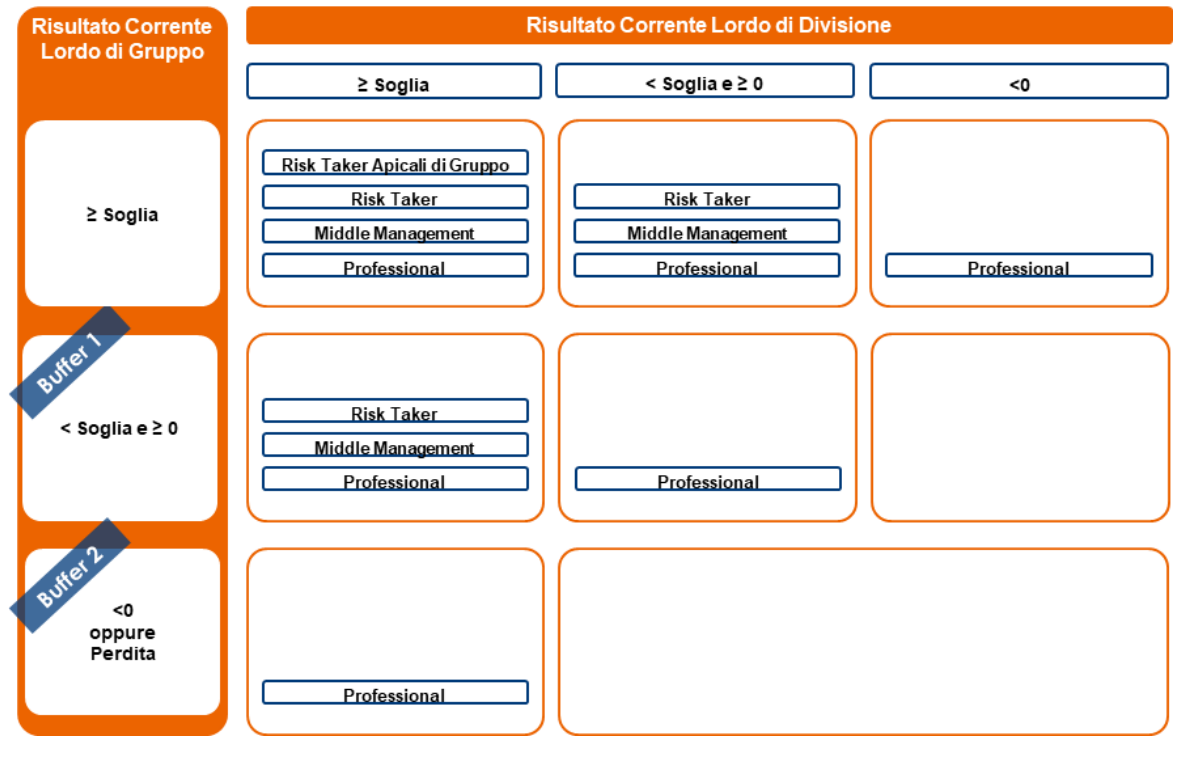 Risultato Corrente
Lordo di Gruppo
Risultato Corrente Lordo di Divisione
≥ Soglia
< Soglia e ≥ 0
<0
≥ Soglia
Risk Taker Apicali di Gruppo
Risk Taker
Middle Management
Professional
Risk Taker
Middle Management
Professional
Professional
Buffer 1
< Soglia e ≥ 0
Risk Taker
Middle Management
Professional
Professional
Buffer 2
<0
oppure
Perdita
Professional